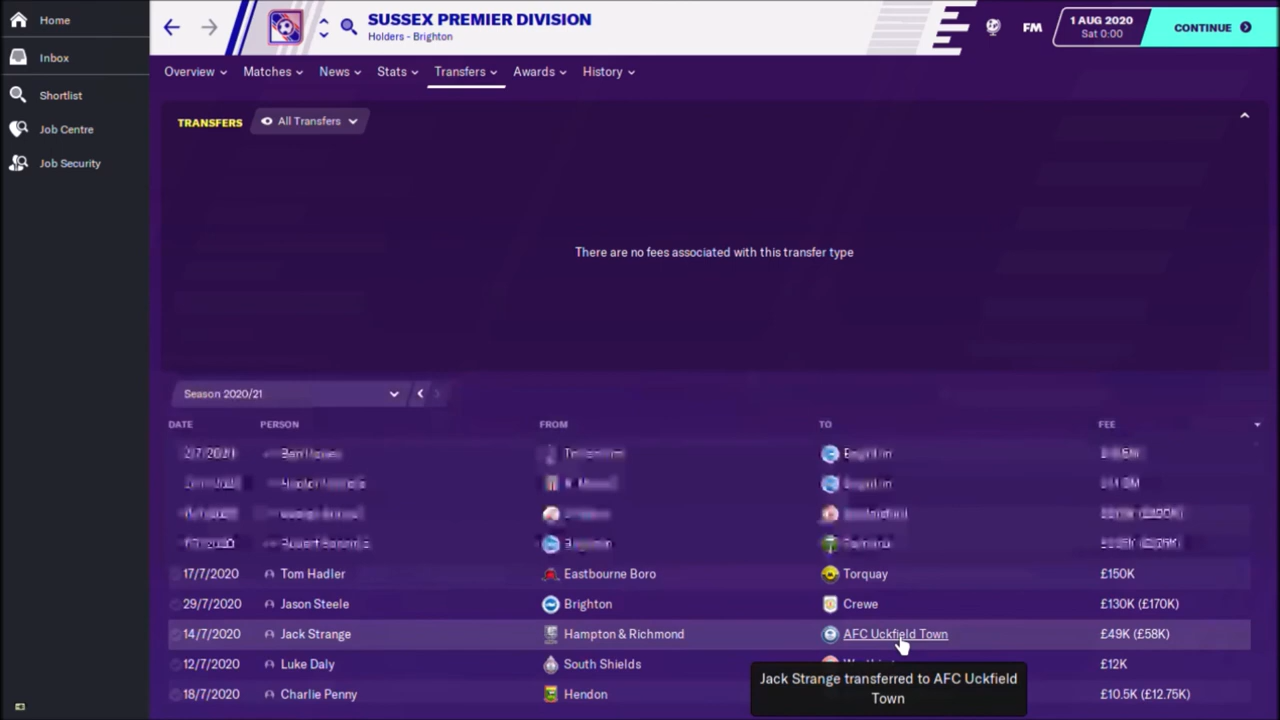 Home
Inbox
Shortlist
Job Centre
Job Security
SUSSEX PREMIER DIVISION
Holders - Brighton
FM
1 AUG 2020
Sat 0:00
CONTINUE
Overview Matches News Stats Transfers Awards History
TRANSFERS All Transfers
There are no fees associated with this transfer type
Season 2020/21
DATE PERSON FROM TO FEE
17/7/2020 Tom Hadler Eastbourne Boro Torquay £150K
29/7/2020 Jason Steele Brighton Crewe £130K (£170K)
14/7/2020 Jack Strange Hampton & Richmond AFC Uckfield Town £49K (£58K)
12/7/2020 Luke Daly South Shields £12K
18/7/2020 Charlie Penny Hendon £10.5K (£12.75K)
Jack Strange transferred to AFC Uckfield
Town